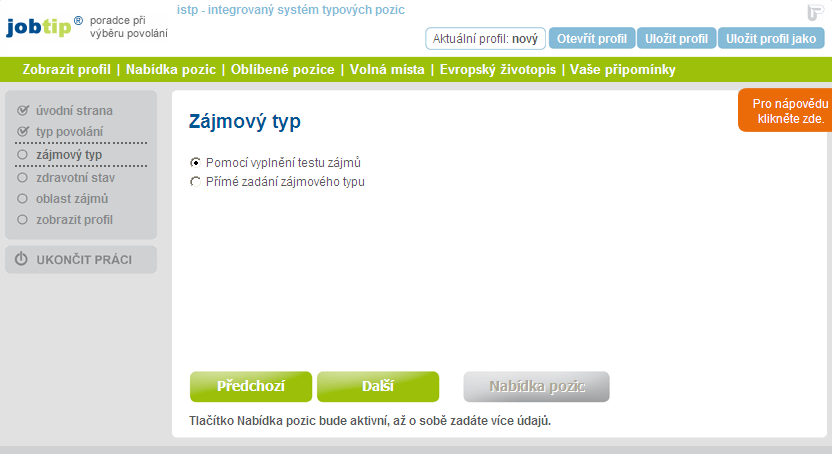 jobtip® poradce při
výběru povolání
istp - integrovaný systém typových pozic
Aktuální profil: nový
Otevřít profil
Uložit profil
Uložit profil jako
Zobrazit profil | Nabídka pozic | Oblíbené pozice | Volná místa | Evropský životopis | Vaše připomínky
úvodní strana
typ povolání
zájmový typ
zdravotní stav
oblast zájmů
zobrazit profil
UKONČIT PRÁCI
Pro nápovědu
klikněte zde.
Zájmový typ
Pomocí vyplnění testu zájmů
Přímé zadání zájmového typu
Předchozí
Další
Nabídka pozic
Tlačítko Nabídka pozic bude aktivní, až o sobě zadáte více údajů.